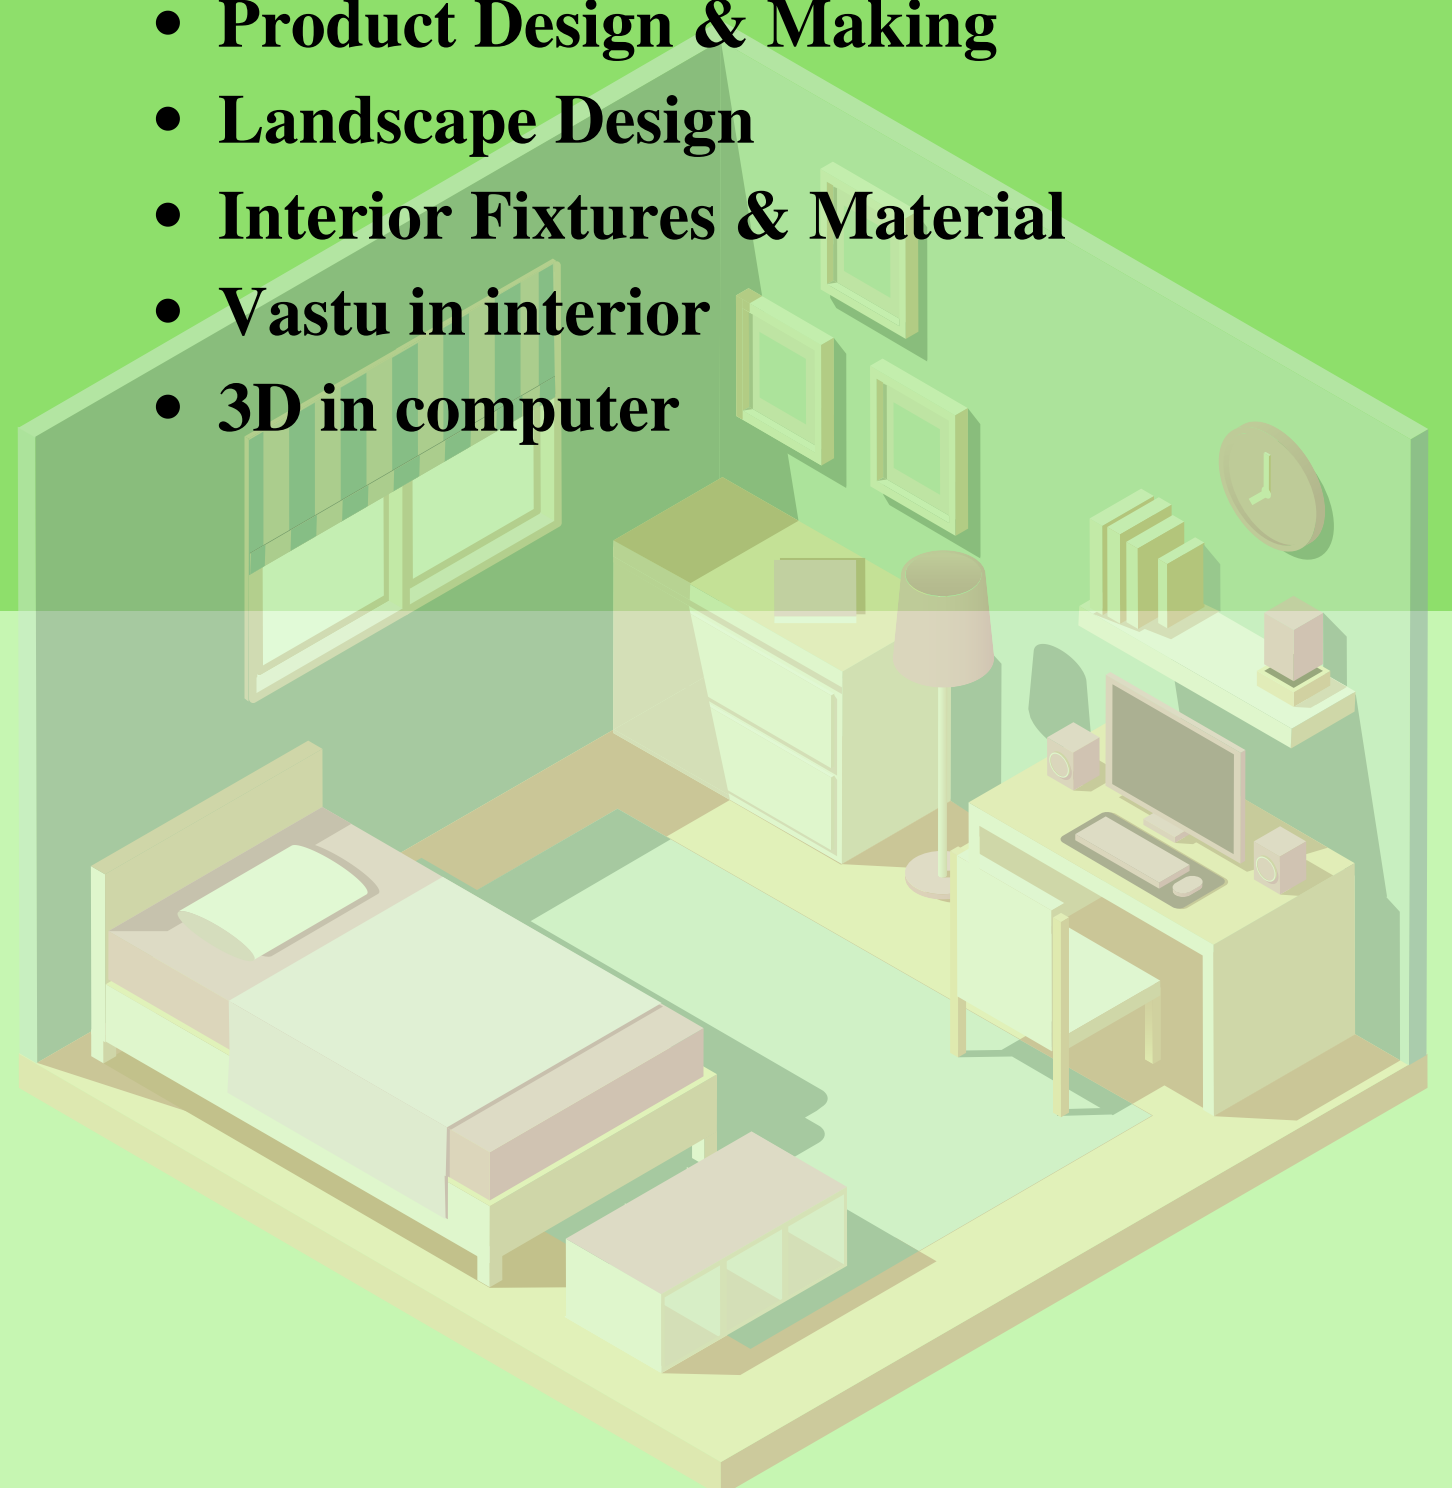 • Product Design & Making
• Landscape Design
• Interior Fixtures & Material
• Vastu in interior
• 3D in computer